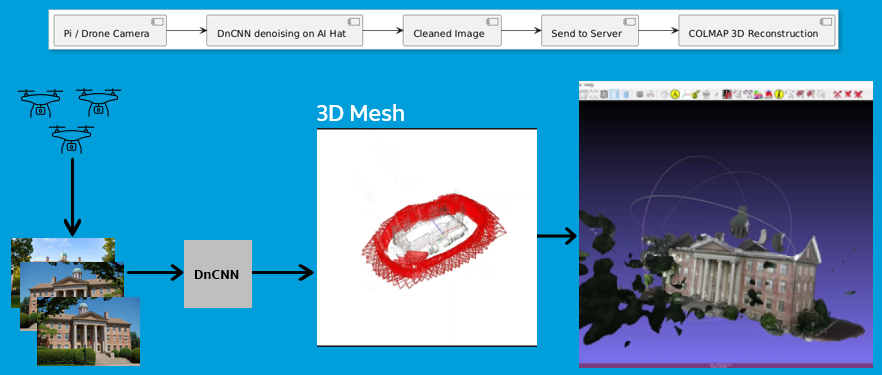 Pi / Drone Camera
DnCNN denoising on AI Hat
Cleaned Image
Send to Server
COLMAP 3D Reconstruction
3D Mesh
DnCNN